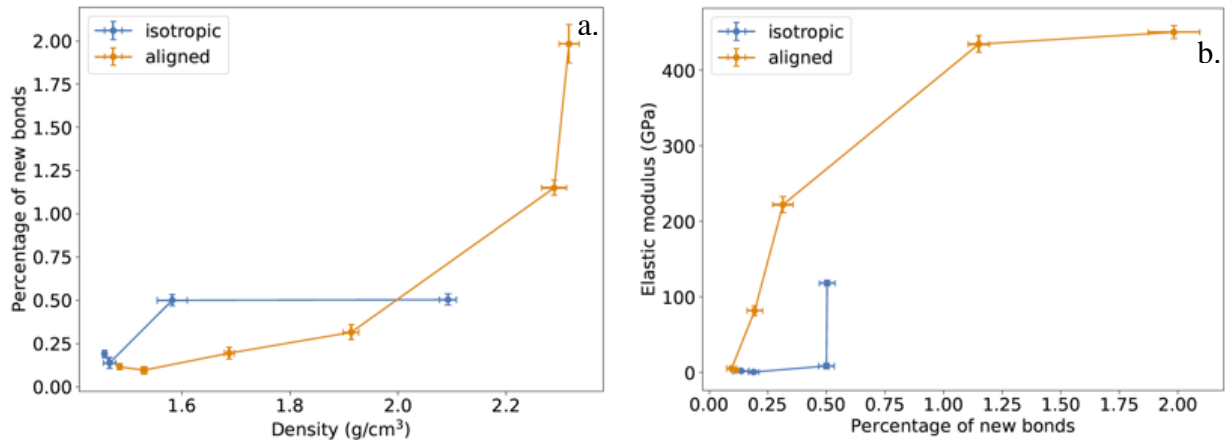 a.
isotropic
aligned
2.00
1.75
1.50
1.25
1.00
0.75
0.50
0.25
0.00
Percentage of new bonds
1.6
1.8
2.0
2.2
Density (g/cm³)
b.
isotropic
aligned
400
300
200
100
0
Elastic modulus (GPa)
0.00
0.25
0.50
0.75
1.00
1.25
1.50
1.75
2.00
Percentage of new bonds